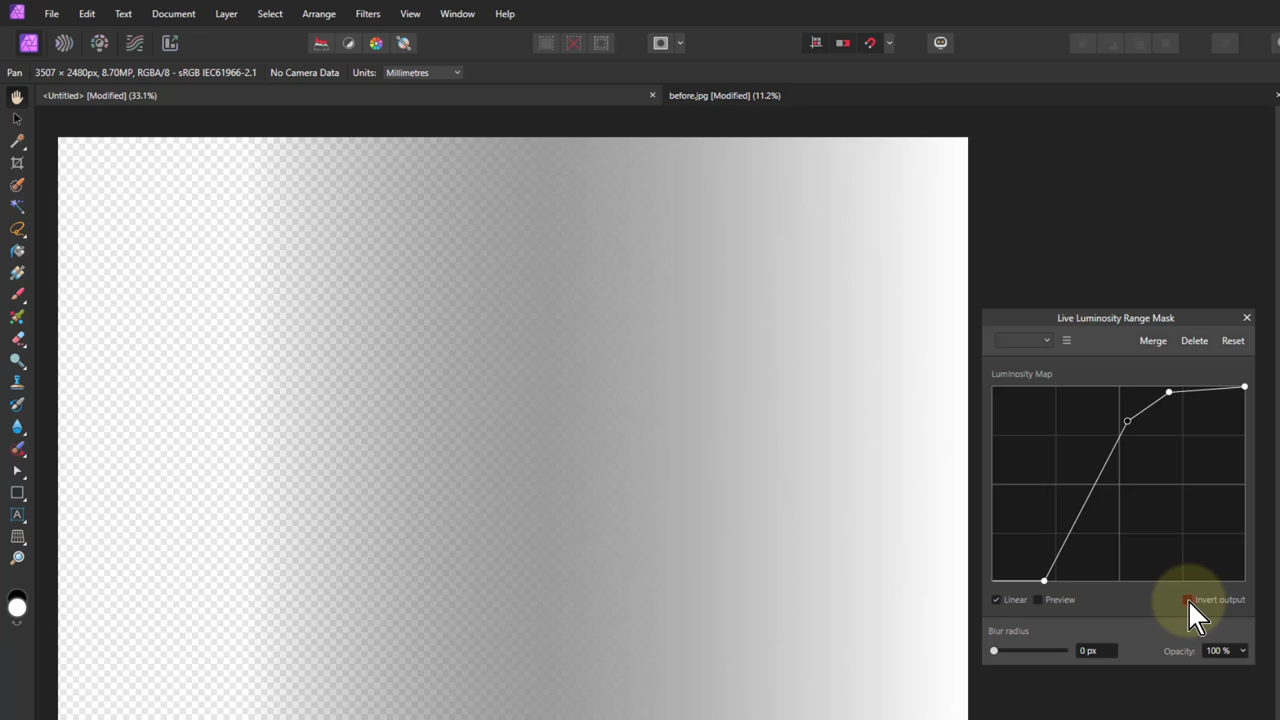 File Edit Text Document Layer Select Arrange Filters View Window Help
Pan 3507 × 2480px, 8.70MP, RGBA/8 - sRGB IEC61966-2.1 No Camera Data Units: Millimetres
<Untitled> [Modified] (33.1%) before.jpg [Modified] (11.2%)
Live Luminosity Range Mask
Merge Delete Reset
Luminosity Map
Linear Preview Invert output
Blur radius
0 px Opacity: 100 %